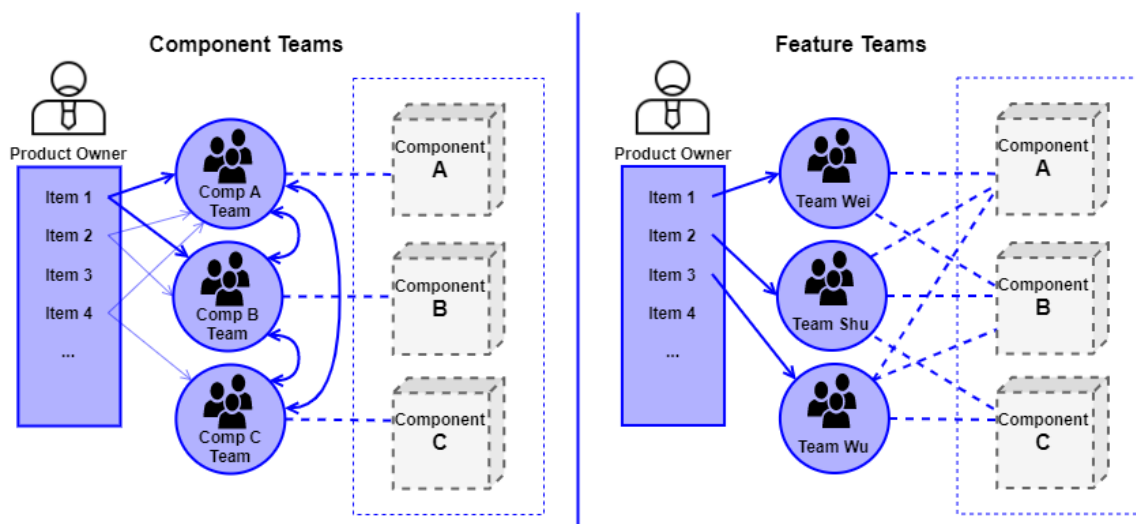 Component Teams
Product Owner
Item 1
Item 2
Item 3
Item 4
...
Comp A
Team
Comp B
Team
Comp C
Team
Component
A
Component
B
Component
C
Feature Teams
Product Owner
Item 1
Item 2
Item 3
Item 4
...
Team Wei
Team Shu
Team Wu
Component
A
Component
B
Component
C